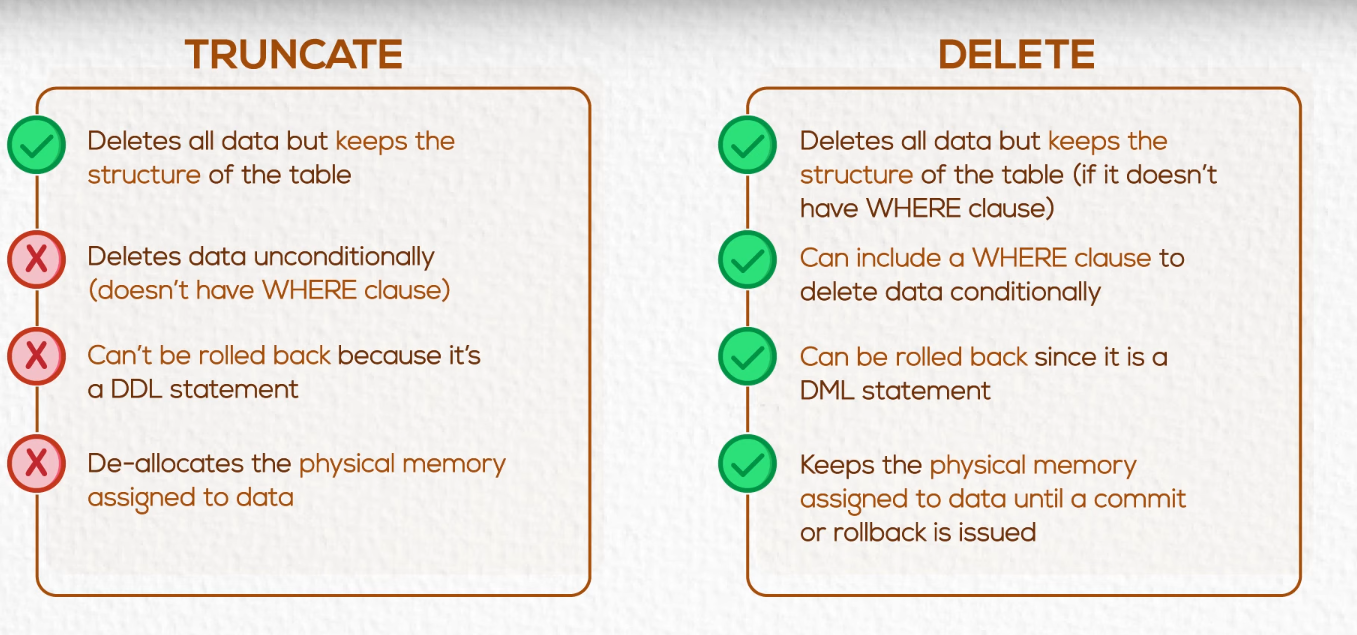 TRUNCATE
Deletes all data but keeps the
structure of the table
Deletes data unconditionally
(doesn't have WHERE clause)
Can't be rolled back because it's
a DDL statement
De-allocates the physical memory
assigned to data
DELETE
Deletes all data but keeps the
structure of the table (if it doesn't
have WHERE clause)
Can include a WHERE clause to
delete data conditionally
Can be rolled back since it is a
DML statement
Keeps the physical memory
assigned to data until a commit
or rollback is issued